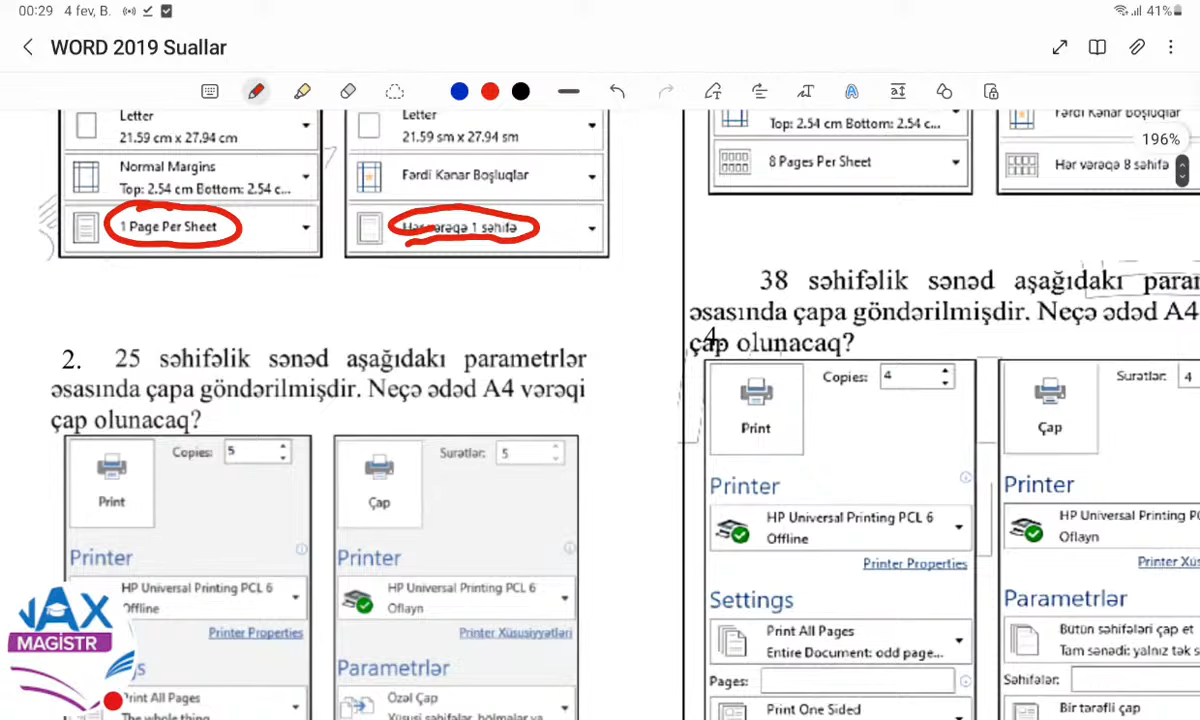 00:29 4 fev, B.
41%
WORD 2019 Suallar
Letter
21.59 cm x 27.94 cm
Normal Margins
Top: 2.54 cm Bottom: 2.54 c...
1 Page Per Sheet
Letter
21.59 sm x 27.94 sm
Fərdi Kənar Boşluqlar
Hər vərəqə 1 səhifə
2. 25 səhifəlik sənəd aşağıdakı parametrlər
əsasında çapa göndərilmişdir. Neçə ədəd A4 vərəqi
çap olunacaq?
Copies: 5
Print
Printer
HP Universal Printing PCL 6
Offline
Printer Properties
Print All Pages
The whole thing
Surətlər: 5
Çap
Printer
HP Universal Printing PCL 6
Oflayn
Printer Xüsusiyyətləri
Parametrlər
Özəl Çap
JAX
MAGİSTR
Top: 2.54 cm Bottom: 2.54 c...
8 Pages Per Sheet
Fərdi Kənar Boşluqlar
196%
Hər vərəqə 8 səhifə
4.
38 səhifəlik sənəd aşağıdakı
əsasında çapa göndərilmişdir. Neçə ədəd A4
çap olunacaq?
Copies: 4
Print
Printer
HP Universal Printing PCL 6
Offline
Printer Properties
Settings
Print All Pages
Entire Document: odd page...
Pages:
Print One Sided
Surətlər: 4
Çap
Printer
HP Universal Printing
Oflayn
Printer
Parametrlər
Bütün səhifələri çap et
Tam sənədi: yalnız tək
Səhifələr:
Bir tərəfli çap